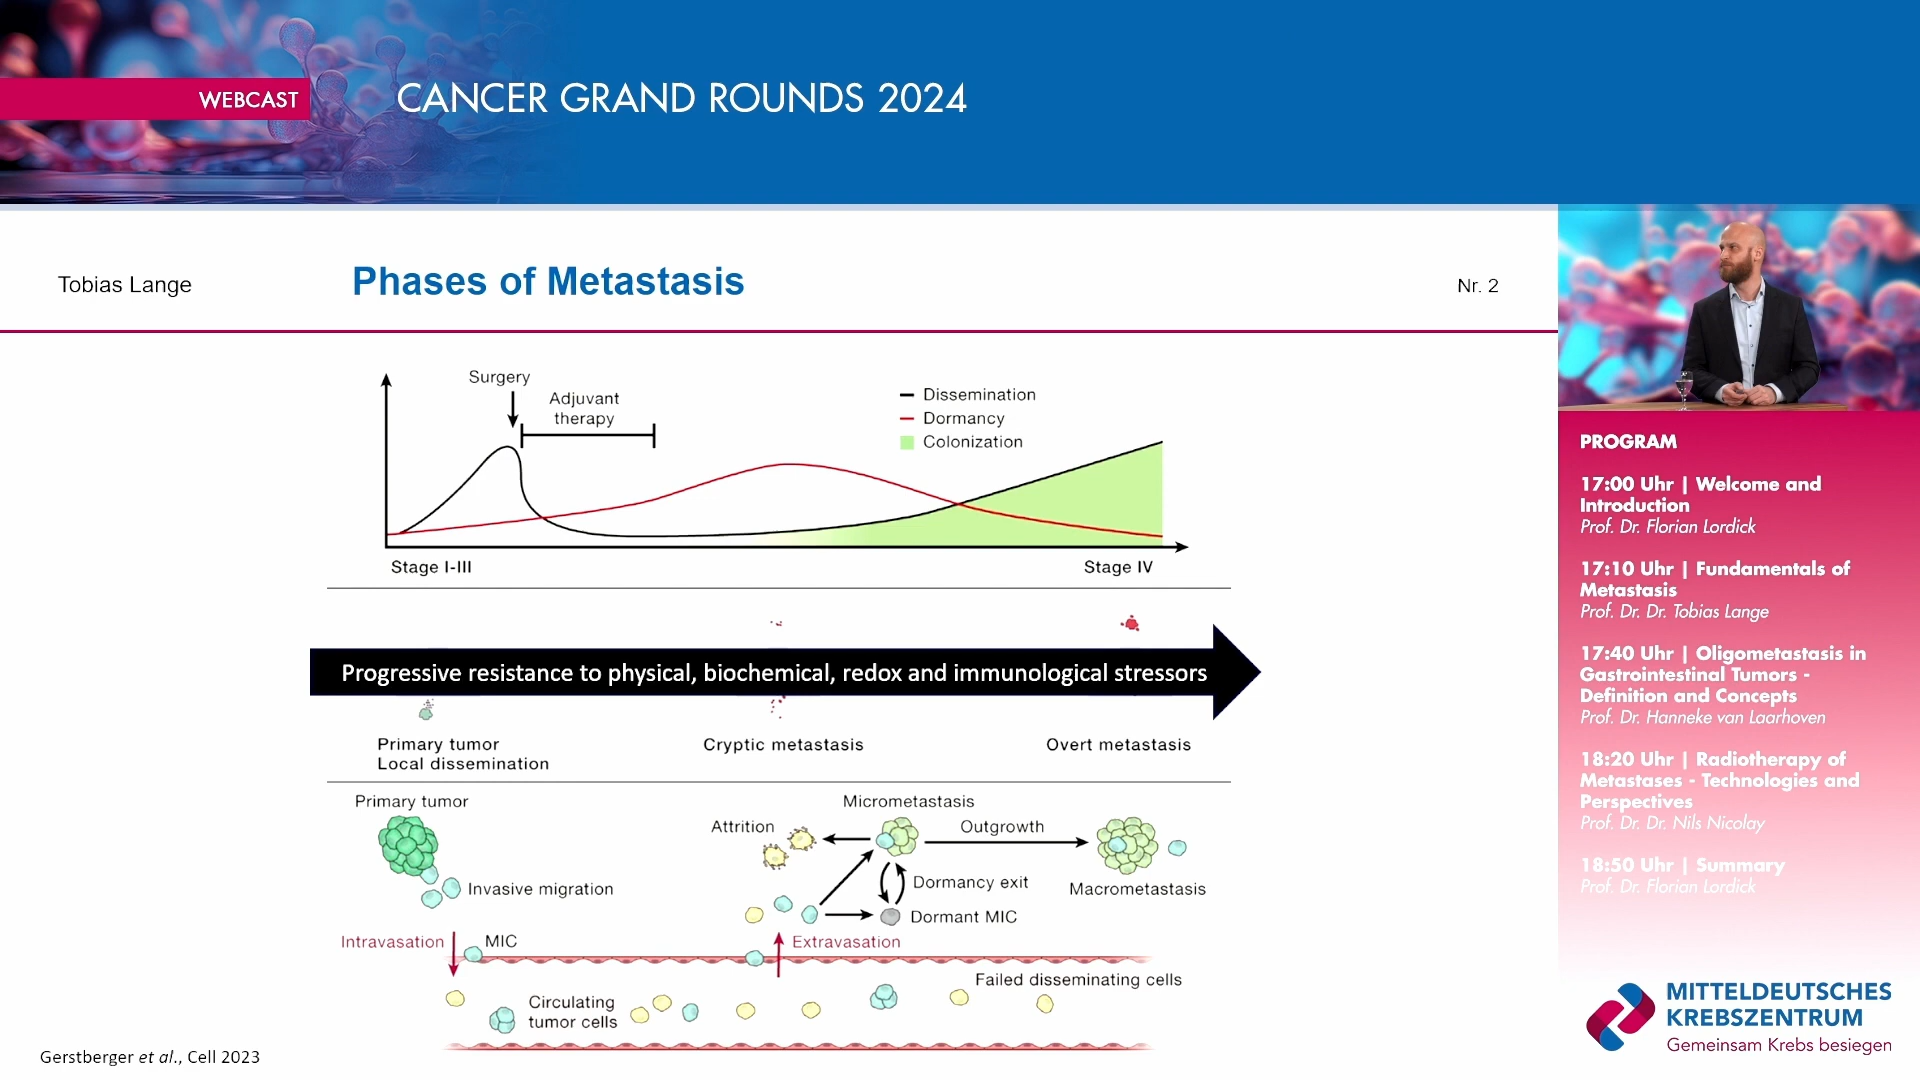 WEBCAST
CANCER GRAND ROUNDS 2024
Tobias Lange
Phases of Metastasis
Nr. 2
Surgery
Adjuvant
therapy
Dissemination
Dormancy
Colonization
Stage I-III
Stage IV
Progressive resistance to physical, biochemical, redox and immunological stressors
Primary tumor
Local dissemination
Cryptic metastasis
Overt metastasis
Primary tumor
Micrometastasis
Attrition
Outgrowth
Invasive migration
Dormancy exit
Macrometastasis
Dormant MIC
Intravasation
MIC
Extravasation
Failed disseminating cells
Circulating
tumor cells
Gerstberger et al., Cell 2023
PROGRAM
17:00 Uhr | Welcome and
Introduction
Prof. Dr. Florian Lordick
17:10 Uhr | Fundamentals of
Metastasis
Prof. Dr. Dr. Tobias Lange
17:40 Uhr | Oligometastasis in
Gastrointestinal Tumors -
Definition and Concepts
Prof. Dr. Hanneke van Laarhoven
18:20 Uhr | Radiotherapy of
Metastases - Technologies and
Perspectives
Prof. Dr. Dr. Nils Nicolay
18:50 Uhr | Summary
Prof. Dr. Florian Lordick
MITTELDEUTSCHES
KREBSZENTRUM
Gemeinsam Krebs besiegen